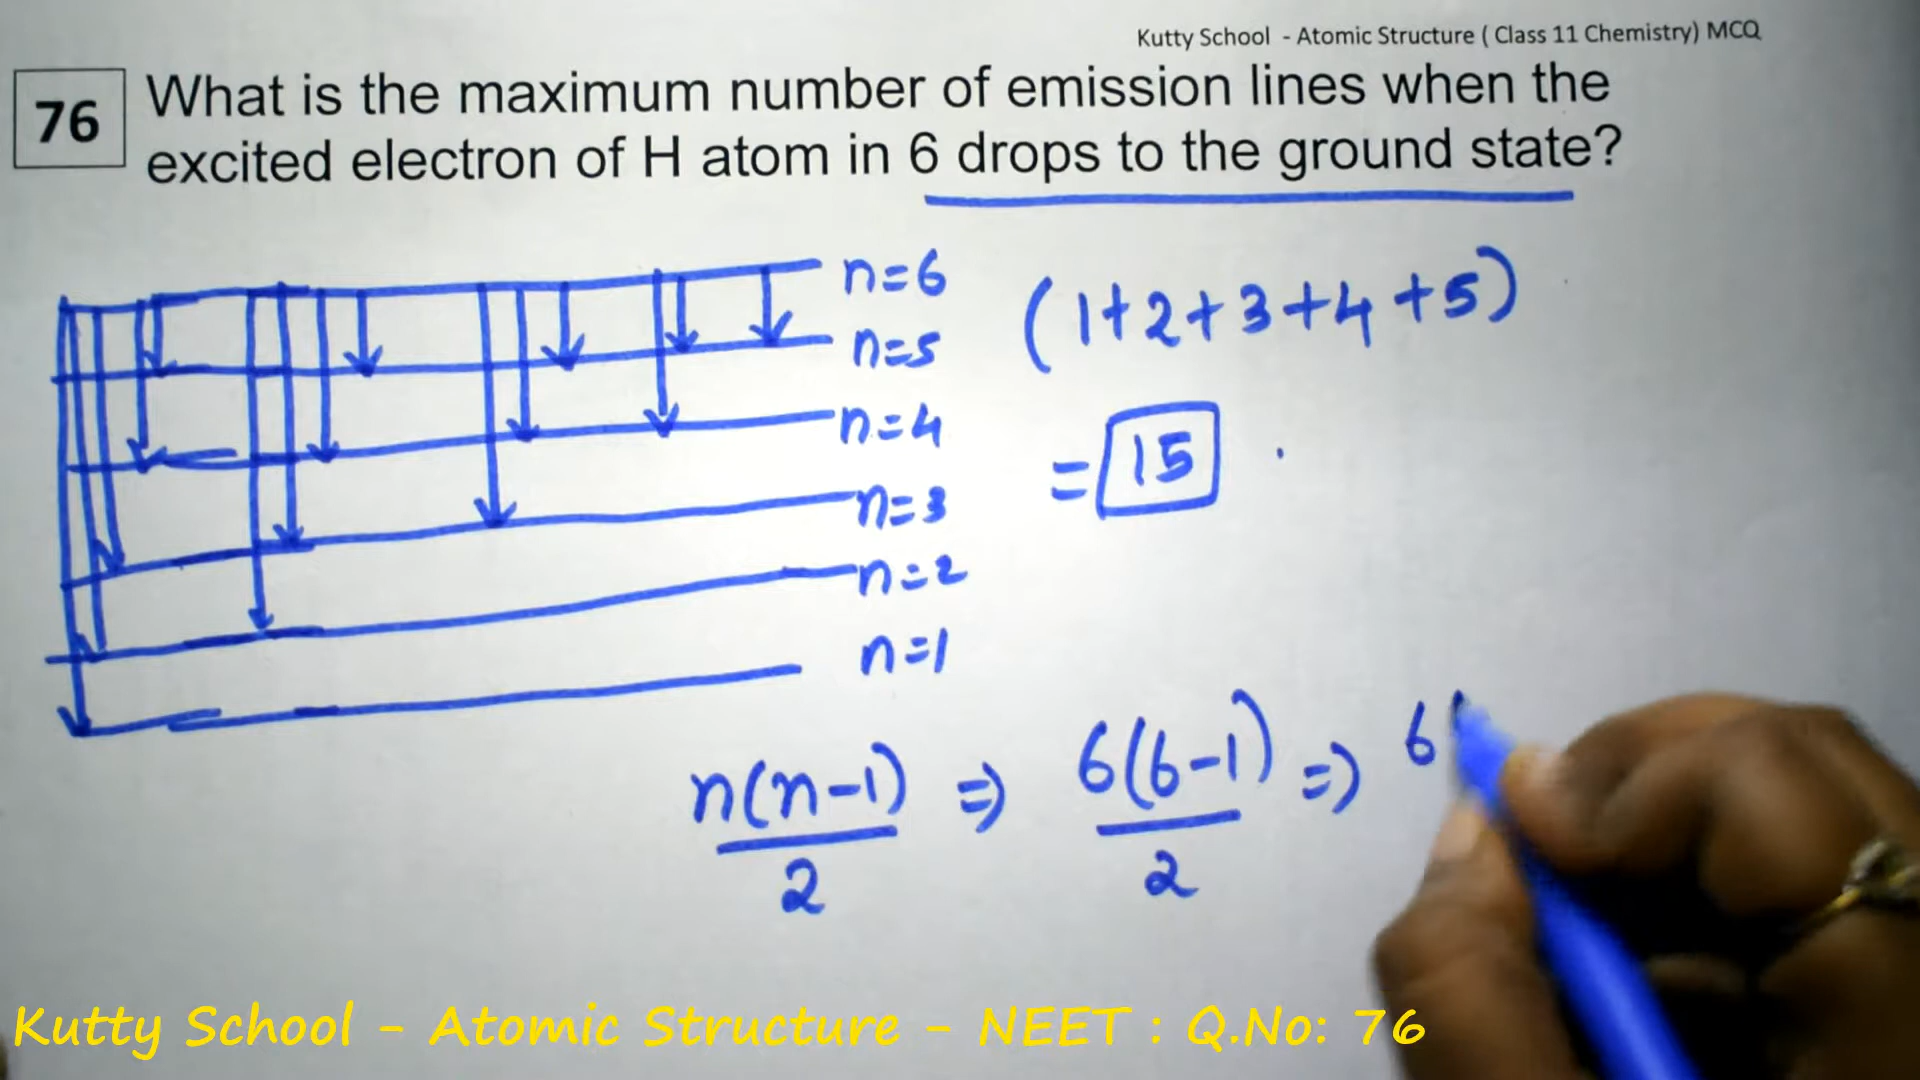 Kutty School - Atomic Structure ( Class 11 Chemistry) MCQ
76 What is the maximum number of emission lines when the
excited electron of H atom in 6 drops to the ground state?
n=6
n=5
n=4
n=3
n=2
n=1
(1+2+3+4+5)
= 15
n(n-1)/2 ⇒ 6(6-1)/2 ⇒ 6
Kutty School - Atomic Structure - NEET : Q.No: 76